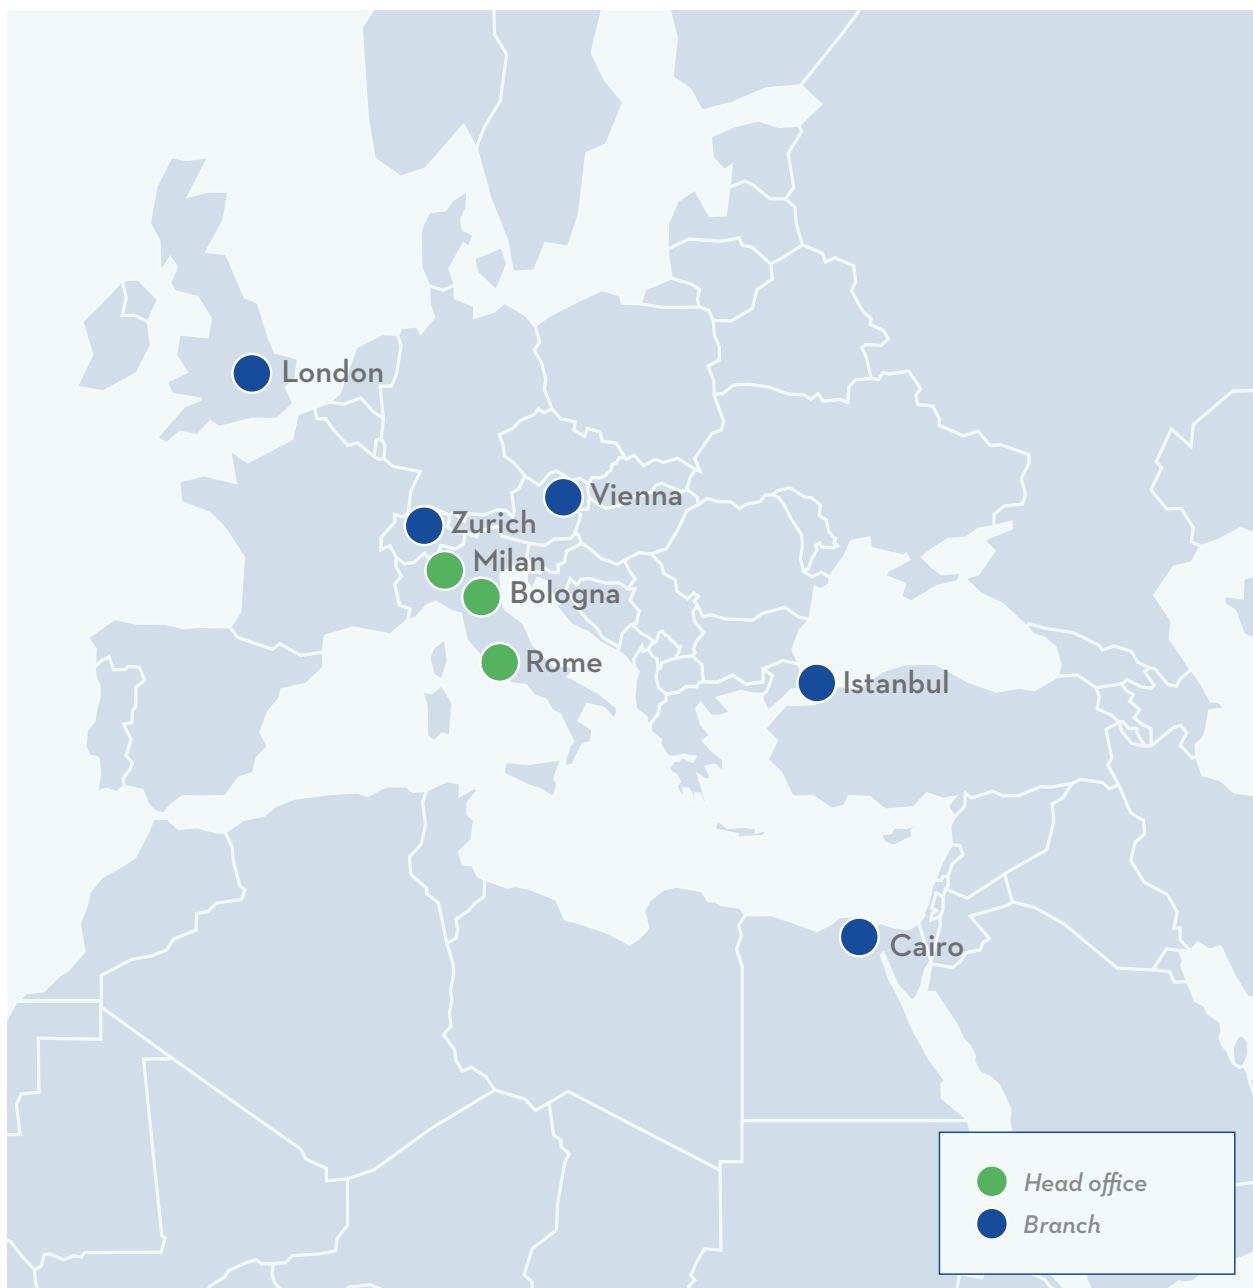 London
Vienna
Zurich
Milan
Bologna
Rome
Istanbul
Cairo
Head office
Branch